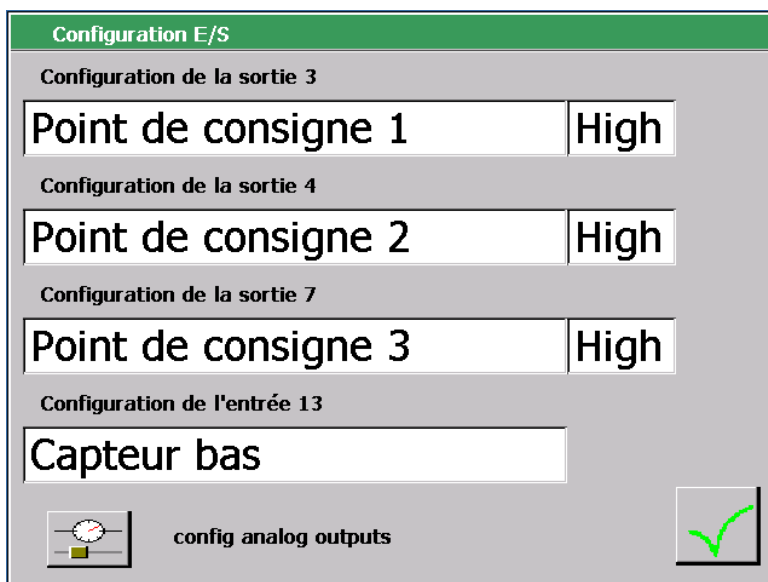 Configuration E/S
Configuration de la sortie 3
Point de consigne 1 High
Configuration de la sortie 4
Point de consigne 2 High
Configuration de la sortie 7
Point de consigne 3 High
Configuration de l'entrée 13
Capteur bas
config analog outputs